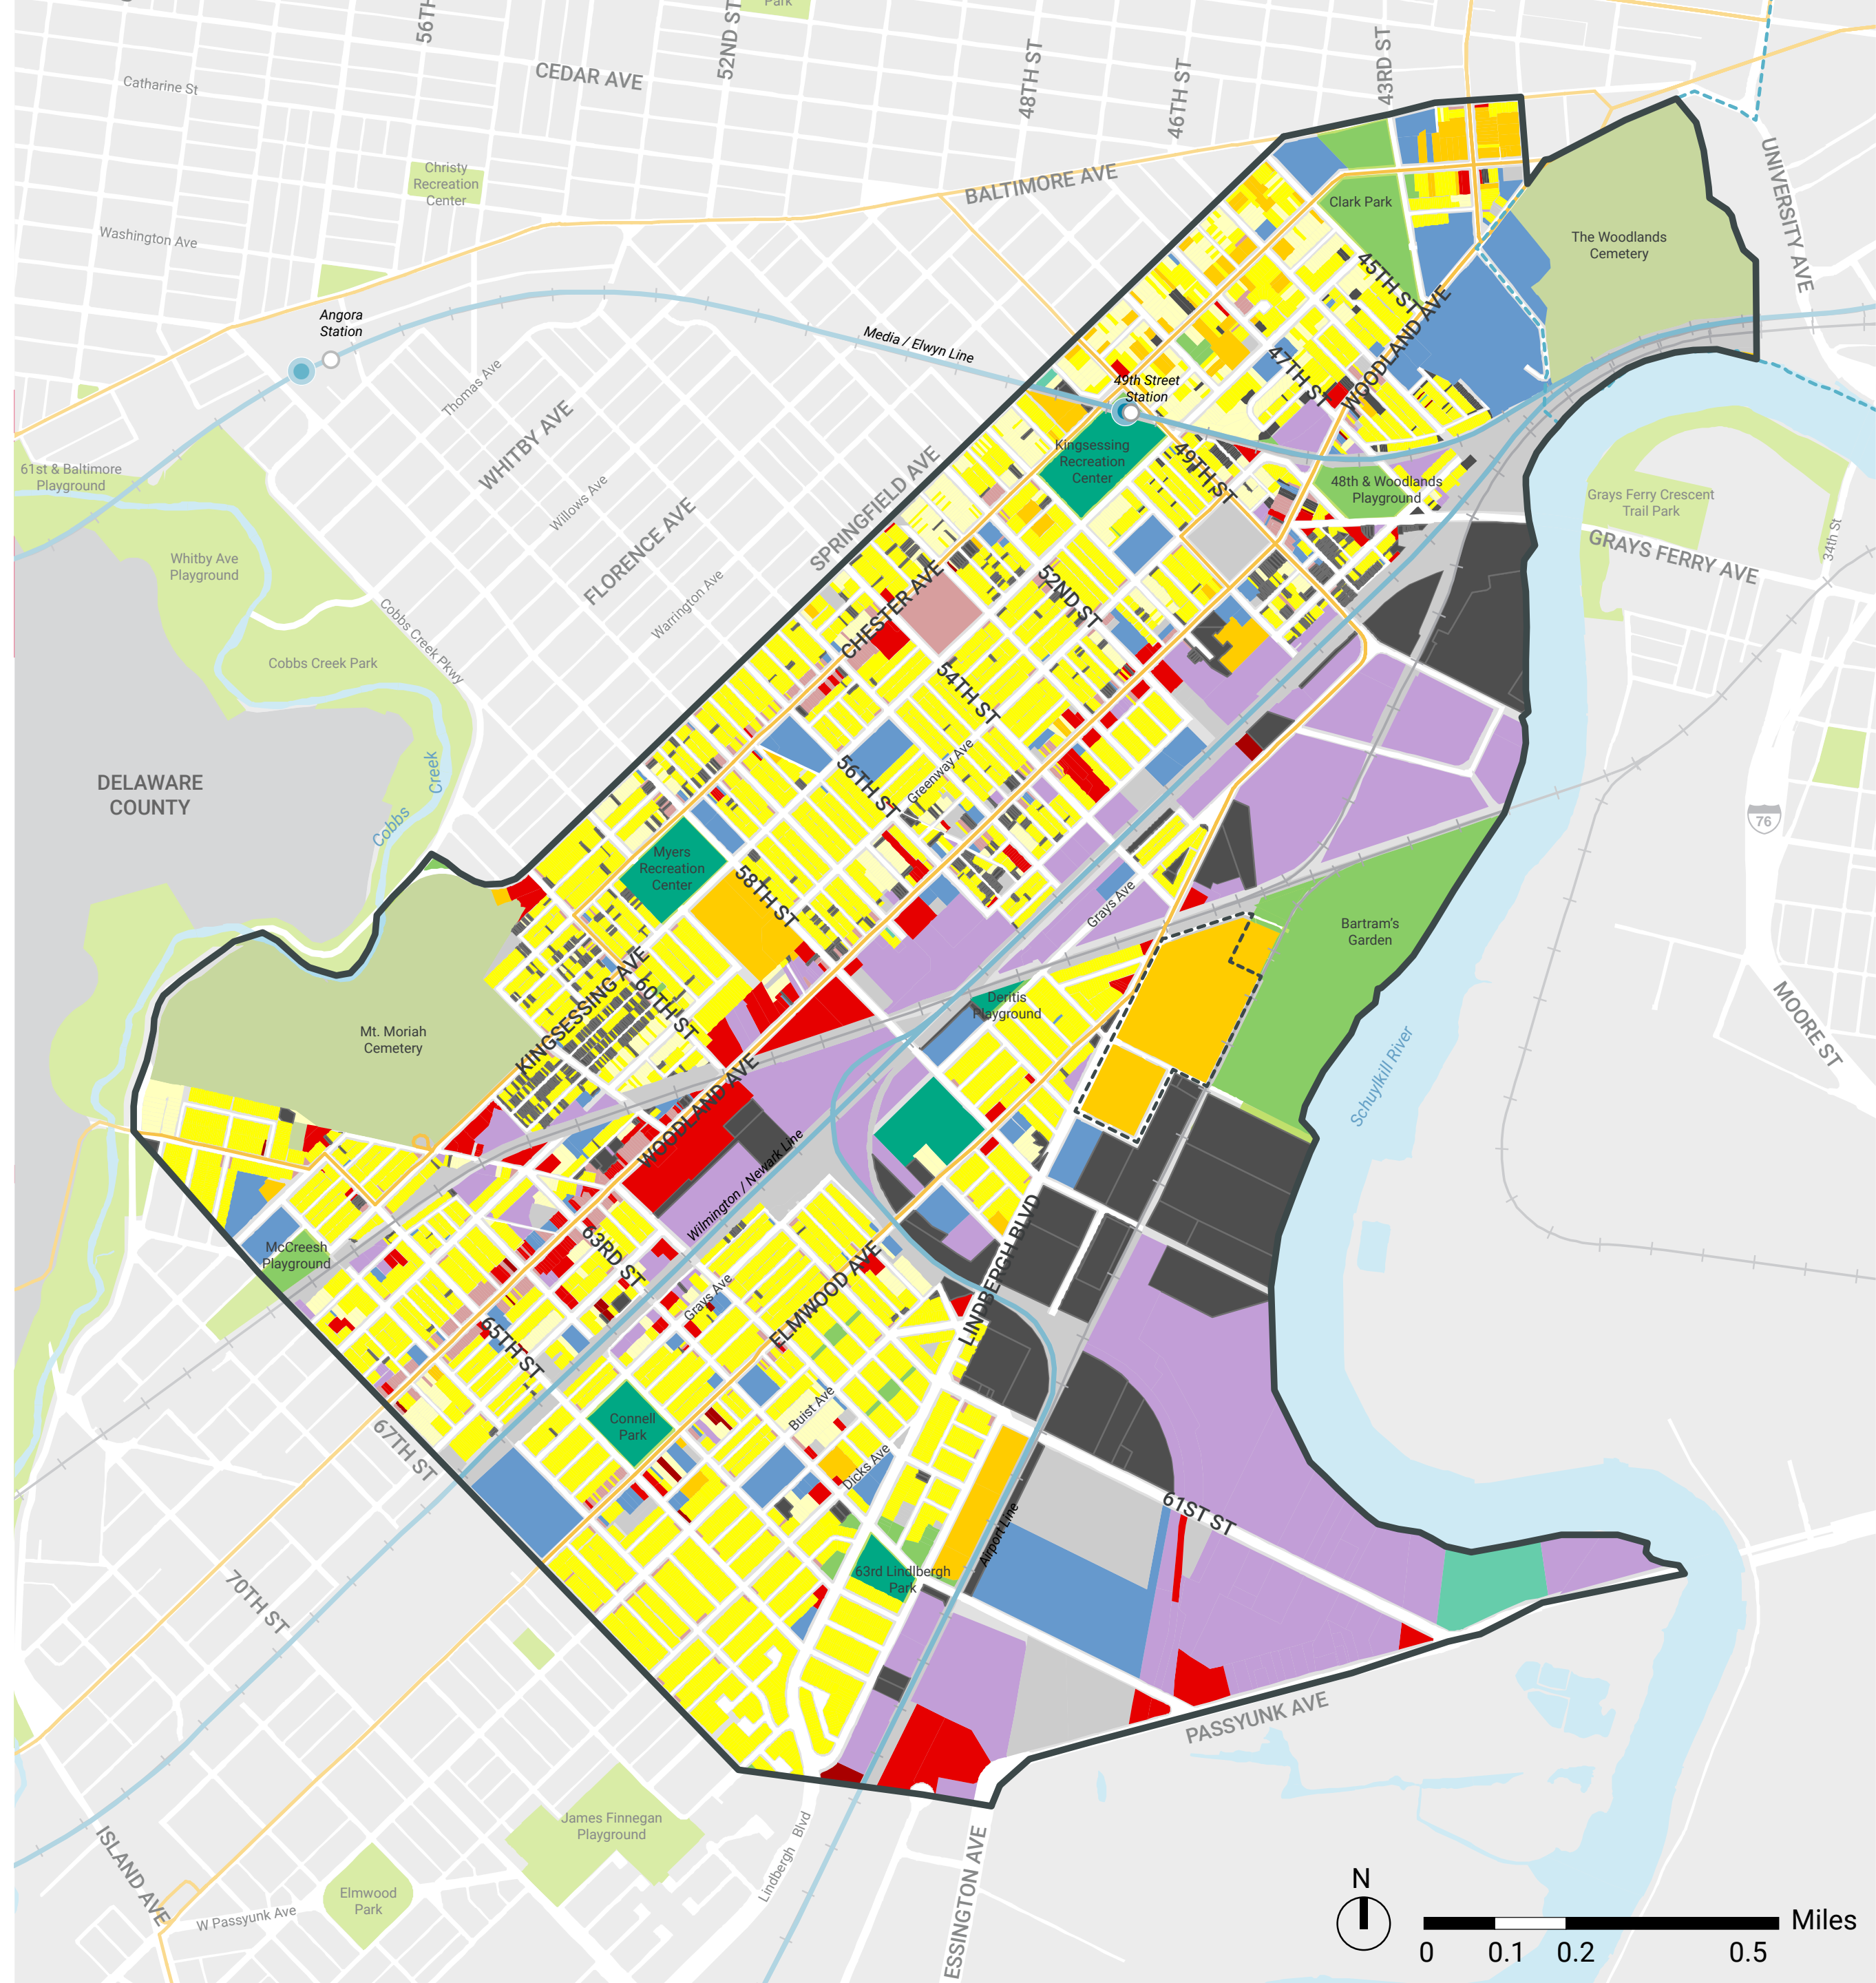 Park
56TH
52ND ST
CEDAR AVE
Catharine St
48TH ST
46TH ST
43RD ST
UNIVERSITY AVE
Christy
Recreation
Center
BALTIMORE AVE
Clark Park
Washington Ave
The Woodlands
Cemetery
45TH ST
Angora
Station
Media / Elwyn Line
WOODLAND AVE
47TH ST
Thomas Ave
49th Street
Station
WHITBY AVE
Kingsessing
Recreation
Center
49TH ST
61st & Baltimore
Playground
SPRINGFIELD AVE
48th & Woodlands
Playground
Grays Ferry Crescent
Trail Park
Willows Ave
34th St
GRAYS FERRY AVE
FLORENCE AVE
Whitby Ave
Playground
CHESTER AVE
52ND ST
Warrington Ave
Cobbs Creek Pkwy
Cobbs Creek Park
54TH ST
DELAWARE
COUNTY
Creek
Cobbs
56TH ST
Greenway Ave
76
Myers
Recreation
Center
58TH ST
Grays Ave
Bartram's
Garden
KINGSESSING AVE
60TH ST
Deritis
Playground
MOORE ST
Mt. Moriah
Cemetery
WOODLAND AVE
Schuylkill River
Wilmington / Newark Line
McCreesh
Playground
63RD ST
LINDBERGH BLVD
Grays Ave
ELMWOOD AVE
65TH ST
Buist Ave
Connell
Park
67TH ST
Dicks Ave
61ST ST
Airport Line
63rd Lindlbergh
Park
70TH ST
PASSYUNK AVE
James Finnegan
Playground
Lindbergh Blvd
ISLAND AVE
ESSINGTON AVE
Elmwood
Park
W Passyunk Ave
N
Miles
0 0.1 0.2 0.5